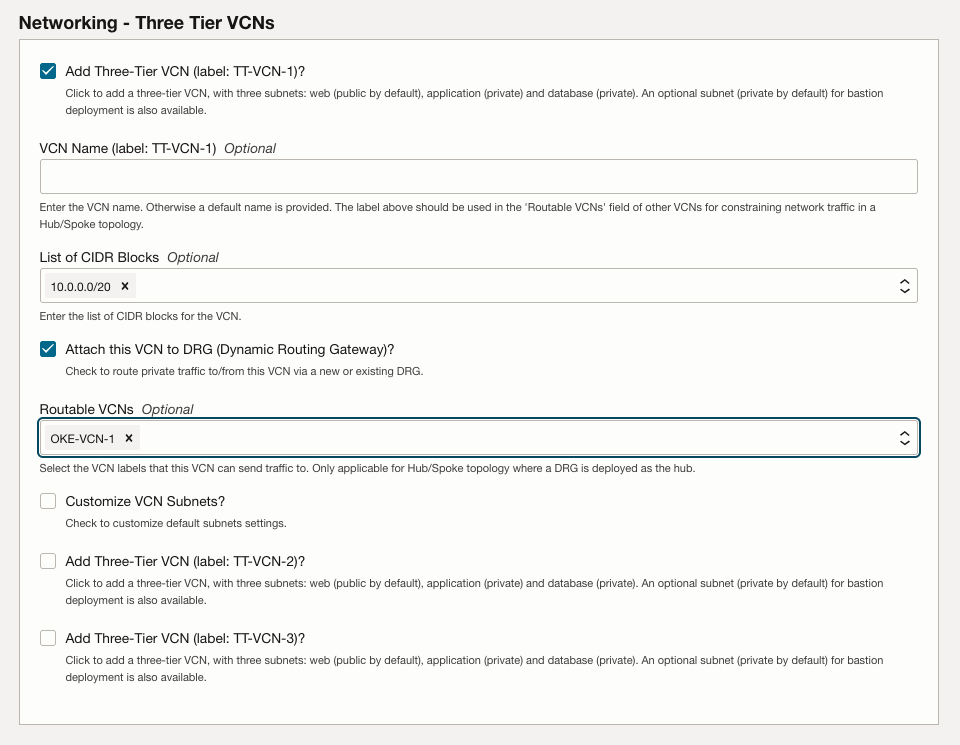 Networking - Three Tier VCNs
Add Three-Tier VCN (label: TT-VCN-1)?
Click to add a three-tier VCN, with three subnets: web (public by default), application (private) and database (private). An optional subnet (private by default) for bastion
deployment is also available.
VCN Name (label: TT-VCN-1) Optional
Enter the VCN name. Otherwise a default name is provided. The label above should be used in the 'Routable VCNs' field of other VCNs for constraining network traffic in a
Hub/Spoke topology.
List of CIDR Blocks Optional
10.0.0.0/20 ×
Enter the list of CIDR blocks for the VCN.
Attach this VCN to DRG (Dynamic Routing Gateway)?
Check to route private traffic to/from this VCN via a new or existing DRG.
Routable VCNs Optional
OKE-VCN-1 ×
Select the VCN labels that this VCN can send traffic to. Only applicable for Hub/Spoke topology where a DRG is deployed as the hub.
Customize VCN Subnets?
Check to customize default subnets settings.
Add Three-Tier VCN (label: TT-VCN-2)?
Click to add a three-tier VCN, with three subnets: web (public by default), application (private) and database (private). An optional subnet (private by default) for bastion
deployment is also available.
Add Three-Tier VCN (label: TT-VCN-3)?
Click to add a three-tier VCN, with three subnets: web (public by default), application (private) and database (private). An optional subnet (private by default) for bastion
deployment is also available.